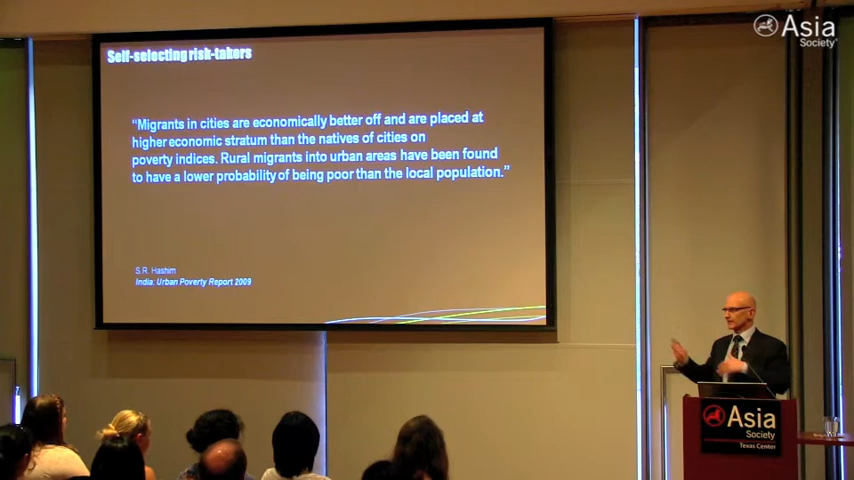 Self-selecting risk-takers
“Migrants in cities are economically better off and are placed at
higher economic stratum than the natives of cities on
poverty indices. Rural migrants into urban areas have been found
to have a lower probability of being poor than the local population.”
S.R. Hashim
India: Urban Poverty Report 2009
Asia
Society
Asia
Society
Texas Center